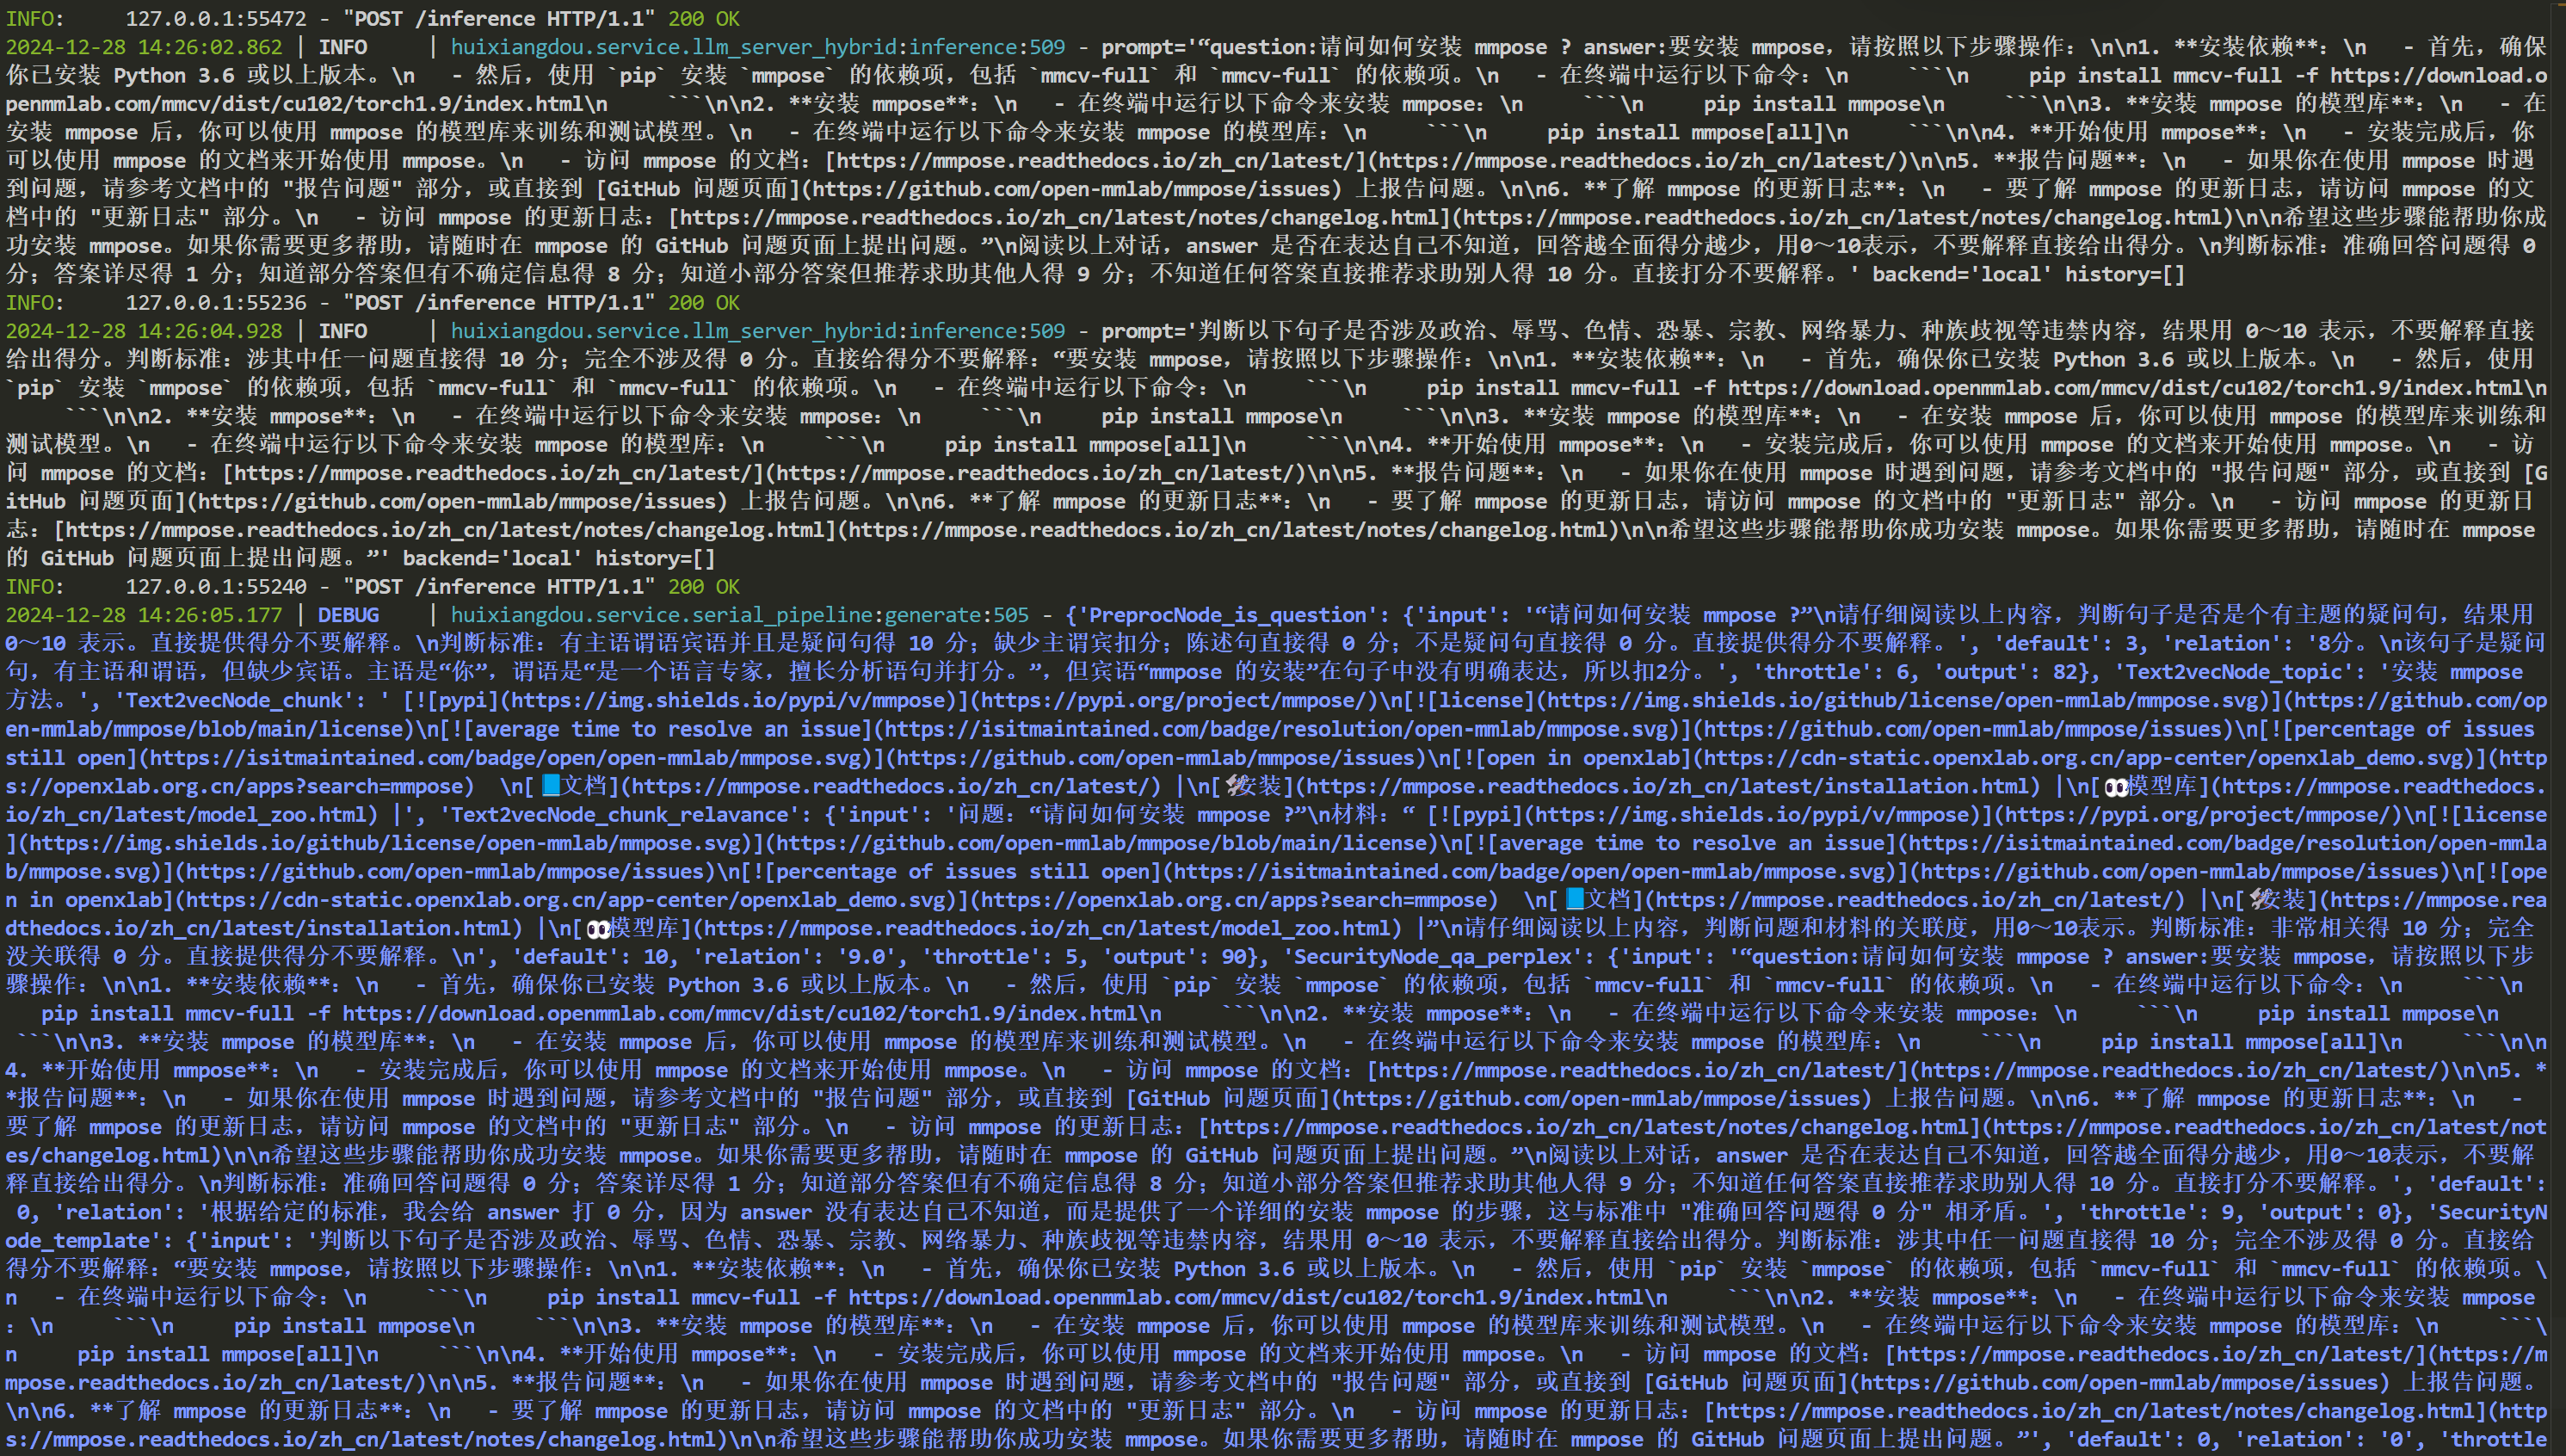 INFO:     127.0.0.1:55472 - "POST /inference HTTP/1.1" 200 OK
2024-12-28 14:26:02.862 | INFO     | huixiangdou.service.llm_server_hybrid:inference:509 - prompt='“question:请问如何安装 mmpose ? answer:要安装 mmpose，请按照以下步骤操作：\n\n1. **安装依赖**：\n   - 首先，确保
你已安装 Python 3.6 或以上版本。\n   - 然后，使用 `pip` 安装 `mmpose` 的依赖项，包括 `mmcv-full` 和 `mmcv-full` 的依赖项。\n   - 在终端中运行以下命令：\n     ```\n     pip install mmcv-full -f https://download.o
penmmlab.com/mmcv/dist/cu102/torch1.9/index.html\n     ```\n\n2. **安装 mmpose**：\n   - 在终端中运行以下命令来安装 mmpose：\n     ```\n     pip install mmpose\n     ```\n\n3. **安装 mmpose 的模型库**：\n   - 在
安装 mmpose 后，你可以使用 mmpose 的模型库来训练和测试模型。\n   - 在终端中运行以下命令来安装 mmpose 的模型库：\n     ```\n     pip install mmpose[all]\n     ```\n\n4. **开始使用 mmpose**：\n   - 安装完成后，你
可以使用 mmpose 的文档来开始使用 mmpose。\n   - 访问 mmpose 的文档：[https://mmpose.readthedocs.io/zh_cn/latest/](https://mmpose.readthedocs.io/zh_cn/latest/)\n\n5. **报告问题**：\n   - 如果你在使用 mmpose 时遇
到问题，请参考文档中的 "报告问题" 部分，或直接到 [GitHub 问题页面](https://github.com/open-mmlab/mmpose/issues) 上报告问题。\n\n6. **了解 mmpose 的更新日志**：\n   - 要了解 mmpose 的更新日志，请访问 mmpose 的文
档中的 "更新日志" 部分。\n   - 访问 mmpose 的更新日志：[https://mmpose.readthedocs.io/zh_cn/latest/notes/changelog.html](https://mmpose.readthedocs.io/zh_cn/latest/notes/changelog.html)\n\n希望这些步骤能帮助你成
功安装 mmpose。如果你需要更多帮助，请随时在 mmpose 的 GitHub 问题页面上提出问题。”\n阅读以上对话，answer 是否在表达自己不知道，回答越全面得分越少，用0～10表示，不要解释直接给出得分。\n判断标准：准确回答问题得 0
分；答案详尽得 1 分；知道部分答案但有不确定信息得 8 分；知道小部分答案但推荐求助其他人得 9 分；不知道任何答案直接推荐求助别人得 10 分。直接打分不要解释。' backend='local' history=[]
INFO:     127.0.0.1:55236 - "POST /inference HTTP/1.1" 200 OK
2024-12-28 14:26:04.928 | INFO     | huixiangdou.service.llm_server_hybrid:inference:509 - prompt='判断以下句子是否涉及政治、辱骂、色情、恐暴、宗教、网络暴力、种族歧视等违禁内容，结果用 0～10 表示，不要解释直接
给出得分。判断标准：涉其中任一问题直接得 10 分；完全不涉及得 0 分。直接给得分不要解释：“要安装 mmpose，请按照以下步骤操作：\n\n1. **安装依赖**：\n   - 首先，确保你已安装 Python 3.6 或以上版本。\n   - 然后，使用
`pip` 安装 `mmpose` 的依赖项，包括 `mmcv-full` 和 `mmcv-full` 的依赖项。\n   - 在终端中运行以下命令：\n     ```\n     pip install mmcv-full -f https://download.openmmlab.com/mmcv/dist/cu102/torch1.9/index.html\n
     ```\n\n2. **安装 mmpose**：\n   - 在终端中运行以下命令来安装 mmpose：\n     ```\n     pip install mmpose\n     ```\n\n3. **安装 mmpose 的模型库**：\n   - 在安装 mmpose 后，你可以使用 mmpose 的模型库来训练和
测试模型。\n   - 在终端中运行以下命令来安装 mmpose 的模型库：\n     ```\n     pip install mmpose[all]\n     ```\n\n4. **开始使用 mmpose**：\n   - 安装完成后，你可以使用 mmpose 的文档来开始使用 mmpose。\n   - 访
问 mmpose 的文档：[https://mmpose.readthedocs.io/zh_cn/latest/](https://mmpose.readthedocs.io/zh_cn/latest/)\n\n5. **报告问题**：\n   - 如果你在使用 mmpose 时遇到问题，请参考文档中的 "报告问题" 部分，或直接到 [G
itHub 问题页面](https://github.com/open-mmlab/mmpose/issues) 上报告问题。\n\n6. **了解 mmpose 的更新日志**：\n   - 要了解 mmpose 的更新日志，请访问 mmpose 的文档中的 "更新日志" 部分。\n   - 访问 mmpose 的更新日
志：[https://mmpose.readthedocs.io/zh_cn/latest/notes/changelog.html](https://mmpose.readthedocs.io/zh_cn/latest/notes/changelog.html)\n\n希望这些步骤能帮助你成功安装 mmpose。如果你需要更多帮助，请随时在 mmpose
的 GitHub 问题页面上提出问题。”' backend='local' history=[]
INFO:     127.0.0.1:55240 - "POST /inference HTTP/1.1" 200 OK
2024-12-28 14:26:05.177 | DEBUG    | huixiangdou.service.serial_pipeline:generate:505 - {'PreprocNode_is_question': {'input': '“请问如何安装 mmpose ?”\n请仔细阅读以上内容，判断句子是否是个有主题的疑问句，结果用
0～10 表示。直接提供得分不要解释。\n判断标准：有主语谓语宾语并且是疑问句得 10 分；缺少主谓宾扣分；陈述句直接得 0 分；不是疑问句直接得 0 分。直接提供得分不要解释。', 'default': 3, 'relation': '8分。\n该句子是疑问
句，有主语和谓语，但缺少宾语。主语是“你”，谓语是“是一个语言专家，擅长分析语句并打分。”，但宾语“mmpose 的安装”在句子中没有明确表达，所以扣2分。', 'throttle': 6, 'output': 82}, 'Text2vecNode_topic': '安装 mmpose
方法。', 'Text2vecNode_chunk': ' [![pypi](https://img.shields.io/pypi/v/mmpose)](https://pypi.org/project/mmpose/)\n[![license](https://img.shields.io/github/license/open-mmlab/mmpose.svg)](https://github.com/op
en-mmlab/mmpose/blob/main/license)\n[![average time to resolve an issue](https://isitmaintained.com/badge/resolution/open-mmlab/mmpose.svg)](https://github.com/open-mmlab/mmpose/issues)\n[![percentage of issues
still open](https://isitmaintained.com/badge/open/open-mmlab/mmpose.svg)](https://github.com/open-mmlab/mmpose/issues)\n[![open in openxlab](https://cdn-static.openxlab.org.cn/app-center/openxlab_demo.svg)](http
s://openxlab.org.cn/apps?search=mmpose)  \n[📘文档](https://mmpose.readthedocs.io/zh_cn/latest/) |\n[🛠️安装](https://mmpose.readthedocs.io/zh_cn/latest/installation.html) |\n[👀模型库](https://mmpose.readthedocs.
io/zh_cn/latest/model_zoo.html) |', 'Text2vecNode_chunk_relavance': {'input': '问题：“请问如何安装 mmpose ?”\n材料：“ [![pypi](https://img.shields.io/pypi/v/mmpose)](https://pypi.org/project/mmpose/)\n[![license
](https://img.shields.io/github/license/open-mmlab/mmpose.svg)](https://github.com/open-mmlab/mmpose/blob/main/license)\n[![average time to resolve an issue](https://isitmaintained.com/badge/resolution/open-mmla
b/mmpose.svg)](https://github.com/open-mmlab/mmpose/issues)\n[![percentage of issues still open](https://isitmaintained.com/badge/open/open-mmlab/mmpose.svg)](https://github.com/open-mmlab/mmpose/issues)\n[![ope
n in openxlab](https://cdn-static.openxlab.org.cn/app-center/openxlab_demo.svg)](https://openxlab.org.cn/apps?search=mmpose)  \n[📘文档](https://mmpose.readthedocs.io/zh_cn/latest/) |\n[🛠️安装](https://mmpose.rea
dthedocs.io/zh_cn/latest/installation.html) |\n[👀模型库](https://mmpose.readthedocs.io/zh_cn/latest/model_zoo.html) |”\n请仔细阅读以上内容，判断问题和材料的关联度，用0～10表示。判断标准：非常相关得 10 分；完全
没关联得 0 分。直接提供得分不要解释。\n', 'default': 10, 'relation': '9.0', 'throttle': 5, 'output': 90}, 'SecurityNode_qa_perplex': {'input': '“question:请问如何安装 mmpose ? answer:要安装 mmpose，请按照以下步
骤操作：\n\n1. **安装依赖**：\n   - 首先，确保你已安装 Python 3.6 或以上版本。\n   - 然后，使用 `pip` 安装 `mmpose` 的依赖项，包括 `mmcv-full` 和 `mmcv-full` 的依赖项。\n   - 在终端中运行以下命令：\n     ```\n
   pip install mmcv-full -f https://download.openmmlab.com/mmcv/dist/cu102/torch1.9/index.html\n     ```\n\n2. **安装 mmpose**：\n   - 在终端中运行以下命令来安装 mmpose：\n     ```\n     pip install mmpose\n
 ```\n\n3. **安装 mmpose 的模型库**：\n   - 在安装 mmpose 后，你可以使用 mmpose 的模型库来训练和测试模型。\n   - 在终端中运行以下命令来安装 mmpose 的模型库：\n     ```\n     pip install mmpose[all]\n     ```\n\n
4. **开始使用 mmpose**：\n   - 安装完成后，你可以使用 mmpose 的文档来开始使用 mmpose。\n   - 访问 mmpose 的文档：[https://mmpose.readthedocs.io/zh_cn/latest/](https://mmpose.readthedocs.io/zh_cn/latest/)\n\n5. *
*报告问题**：\n   - 如果你在使用 mmpose 时遇到问题，请参考文档中的 "报告问题" 部分，或直接到 [GitHub 问题页面](https://github.com/open-mmlab/mmpose/issues) 上报告问题。\n\n6. **了解 mmpose 的更新日志**：\n   -
要了解 mmpose 的更新日志，请访问 mmpose 的文档中的 "更新日志" 部分。\n   - 访问 mmpose 的更新日志：[https://mmpose.readthedocs.io/zh_cn/latest/notes/changelog.html](https://mmpose.readthedocs.io/zh_cn/latest/not
es/changelog.html)\n\n希望这些步骤能帮助你成功安装 mmpose。如果你需要更多帮助，请随时在 mmpose 的 GitHub 问题页面上提出问题。”\n阅读以上对话，answer 是否在表达自己不知道，回答越全面得分越少，用0～10表示，不要解
释直接给出得分。\n判断标准：准确回答问题得 0 分；答案详尽得 1 分；知道部分答案但有不确定信息得 8 分；知道小部分答案但推荐求助其他人得 9 分；不知道任何答案直接推荐求助别人得 10 分。直接打分不要解释。', 'default':
 0, 'relation': '根据给定的标准，我会给 answer 打 0 分，因为 answer 没有表达自己不知道，而是提供了一个详细的安装 mmpose 的步骤，这与标准中 "准确回答问题得 0 分" 相矛盾。', 'throttle': 9, 'output': 0}, 'SecurityN
ode_template': {'input': '判断以下句子是否涉及政治、辱骂、色情、恐暴、宗教、网络暴力、种族歧视等违禁内容，结果用 0～10 表示，不要解释直接给出得分。判断标准：涉其中任一问题直接得 10 分；完全不涉及得 0 分。直接给
得分不要解释：“要安装 mmpose，请按照以下步骤操作：\n\n1. **安装依赖**：\n   - 首先，确保你已安装 Python 3.6 或以上版本。\n   - 然后，使用 `pip` 安装 `mmpose` 的依赖项，包括 `mmcv-full` 和 `mmcv-full` 的依赖项。\
n   - 在终端中运行以下命令：\n     ```\n     pip install mmcv-full -f https://download.openmmlab.com/mmcv/dist/cu102/torch1.9/index.html\n     ```\n\n2. **安装 mmpose**：\n   - 在终端中运行以下命令来安装 mmpose
：\n     ```\n     pip install mmpose\n     ```\n\n3. **安装 mmpose 的模型库**：\n   - 在安装 mmpose 后，你可以使用 mmpose 的模型库来训练和测试模型。\n   - 在终端中运行以下命令来安装 mmpose 的模型库：\n     ```\
n     pip install mmpose[all]\n     ```\n\n4. **开始使用 mmpose**：\n   - 安装完成后，你可以使用 mmpose 的文档来开始使用 mmpose。\n   - 访问 mmpose 的文档：[https://mmpose.readthedocs.io/zh_cn/latest/](https://m
mpose.readthedocs.io/zh_cn/latest/)\n\n5. **报告问题**：\n   - 如果你在使用 mmpose 时遇到问题，请参考文档中的 "报告问题" 部分，或直接到 [GitHub 问题页面](https://github.com/open-mmlab/mmpose/issues) 上报告问题。
\n\n6. **了解 mmpose 的更新日志**：\n   - 要了解 mmpose 的更新日志，请访问 mmpose 的文档中的 "更新日志" 部分。\n   - 访问 mmpose 的更新日志：[https://mmpose.readthedocs.io/zh_cn/latest/notes/changelog.html](http
s://mmpose.readthedocs.io/zh_cn/latest/notes/changelog.html)\n\n希望这些步骤能帮助你成功安装 mmpose。如果你需要更多帮助，请随时在 mmpose 的 GitHub 问题页面上提出问题。”', 'default': 0, 'relation': '0', 'throttle